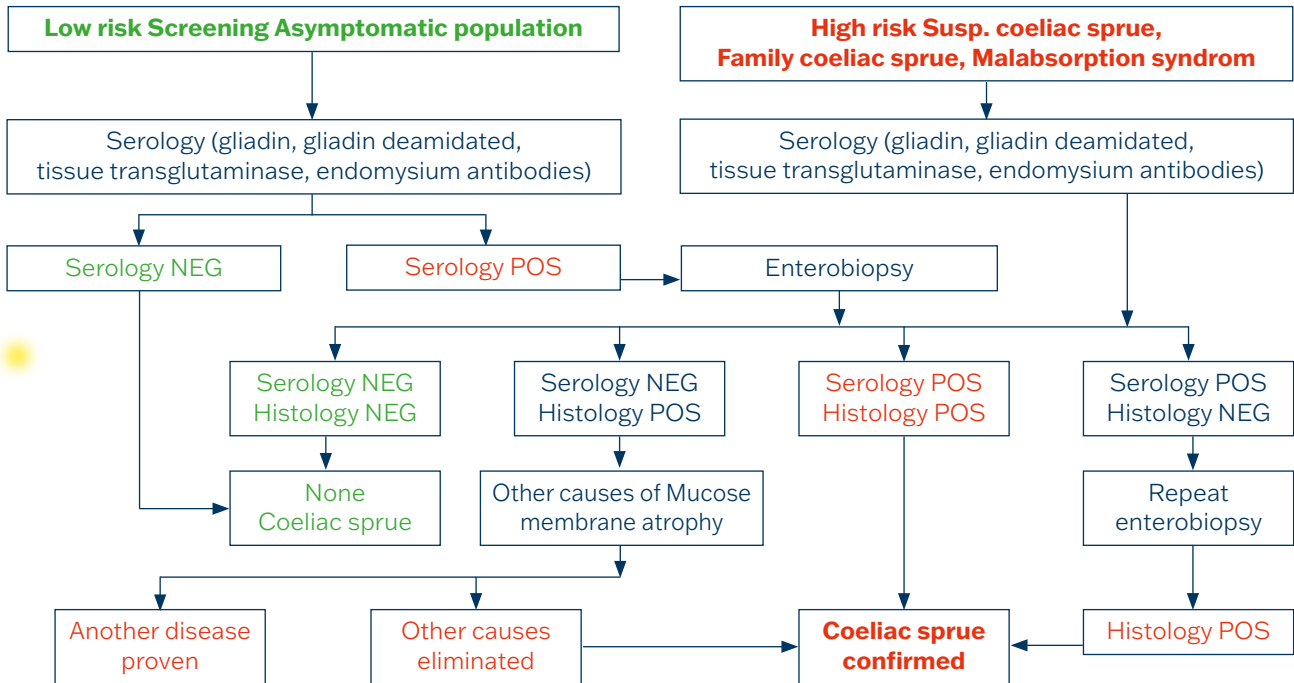 Low risk Screening Asymptomatic population
High risk Susp. coeliac sprue,
Family coeliac sprue, Malabsorption syndrom
Serology (gliadin, gliadin deamidated,
tissue transglutaminase, endomysium antibodies)
Serology (gliadin, gliadin deamidated,
tissue transglutaminase, endomysium antibodies)
Serology NEG
Serology POS
Enterobiopsy
Serology NEG
Histology NEG
Serology NEG
Histology POS
Serology POS
Histology POS
Serology POS
Histology NEG
None
Coeliac sprue
Other causes of Mucose
membrane atrophy
Repeat
enterobiopsy
Another disease
proven
Other causes
eliminated
Coeliac sprue
confirmed
Histology POS